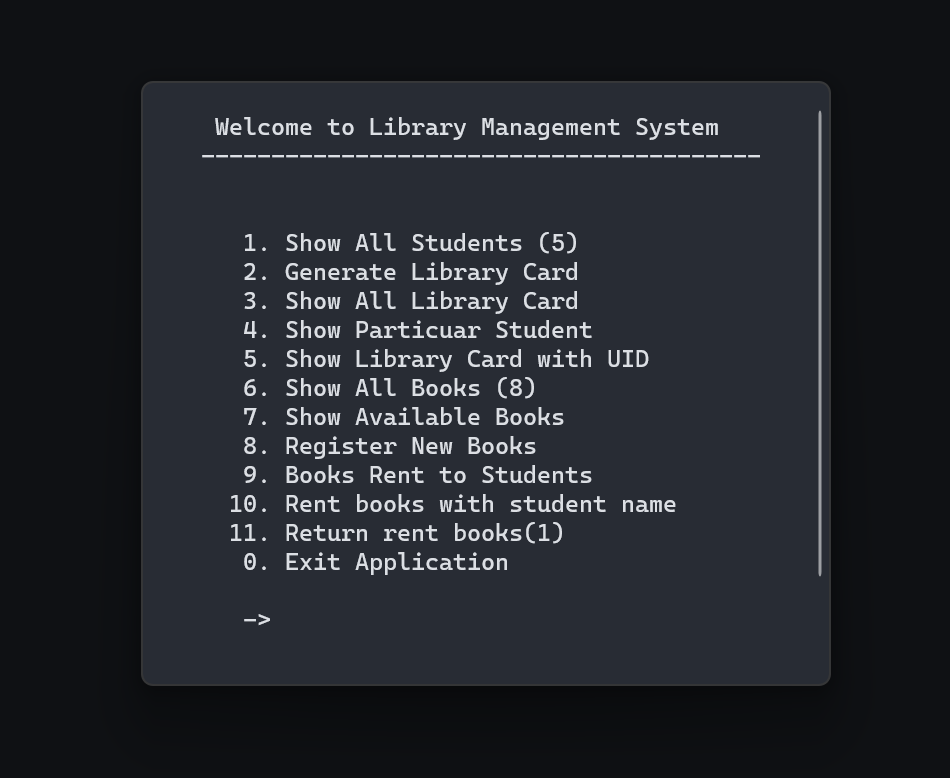 Welcome to Library Management System
----------------------------------------
1. Show All Students (5)
2. Generate Library Card
3. Show All Library Card
4. Show Particuar Student
5. Show Library Card with UID
6. Show All Books (8)
7. Show Available Books
8. Register New Books
9. Books Rent to Students
10. Rent books with student name
11. Return rent books(1)
0. Exit Application
->